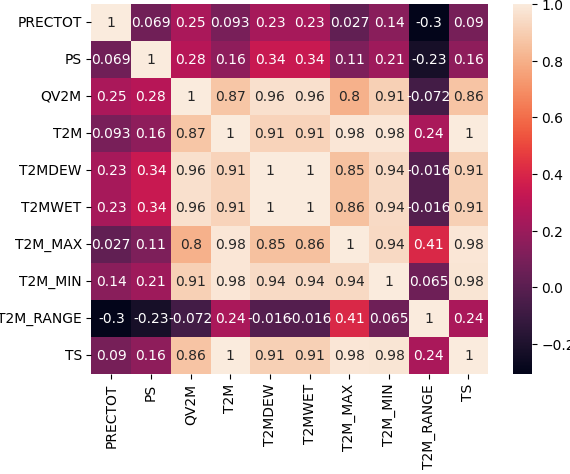 PRECTOT 1 0.069 0.25 0.093 0.23 0.23 0.027 0.14 -0.3 0.09
PS 0.069 1 0.28 0.16 0.34 0.34 0.11 0.21 -0.23 0.16
QV2M 0.25 0.28 1 0.87 0.96 0.96 0.8 0.91 -0.072 0.86
T2M 0.093 0.16 0.87 1 0.91 0.91 0.98 0.98 0.24 1
T2MDEW 0.23 0.34 0.96 0.91 1 1 0.85 0.94 -0.016 0.91
T2MWET 0.23 0.34 0.96 0.91 1 1 0.86 0.94 -0.016 0.91
T2M_MAX 0.027 0.11 0.8 0.98 0.85 0.86 1 0.94 0.41 0.98
T2M_MIN 0.14 0.21 0.91 0.98 0.94 0.94 0.94 1 0.065 0.98
T2M_RANGE -0.3 -0.23 -0.072 0.24 -0.016 -0.016 0.41 0.065 1 0.24
TS 0.09 0.16 0.86 1 0.91 0.91 0.98 0.98 0.24 1
PRECTOT PS QV2M T2M T2MDEW T2MWET T2M_MAX T2M_MIN T2M_RANGE TS
1.0
0.8
0.6
0.4
0.2
0.0
−0.2